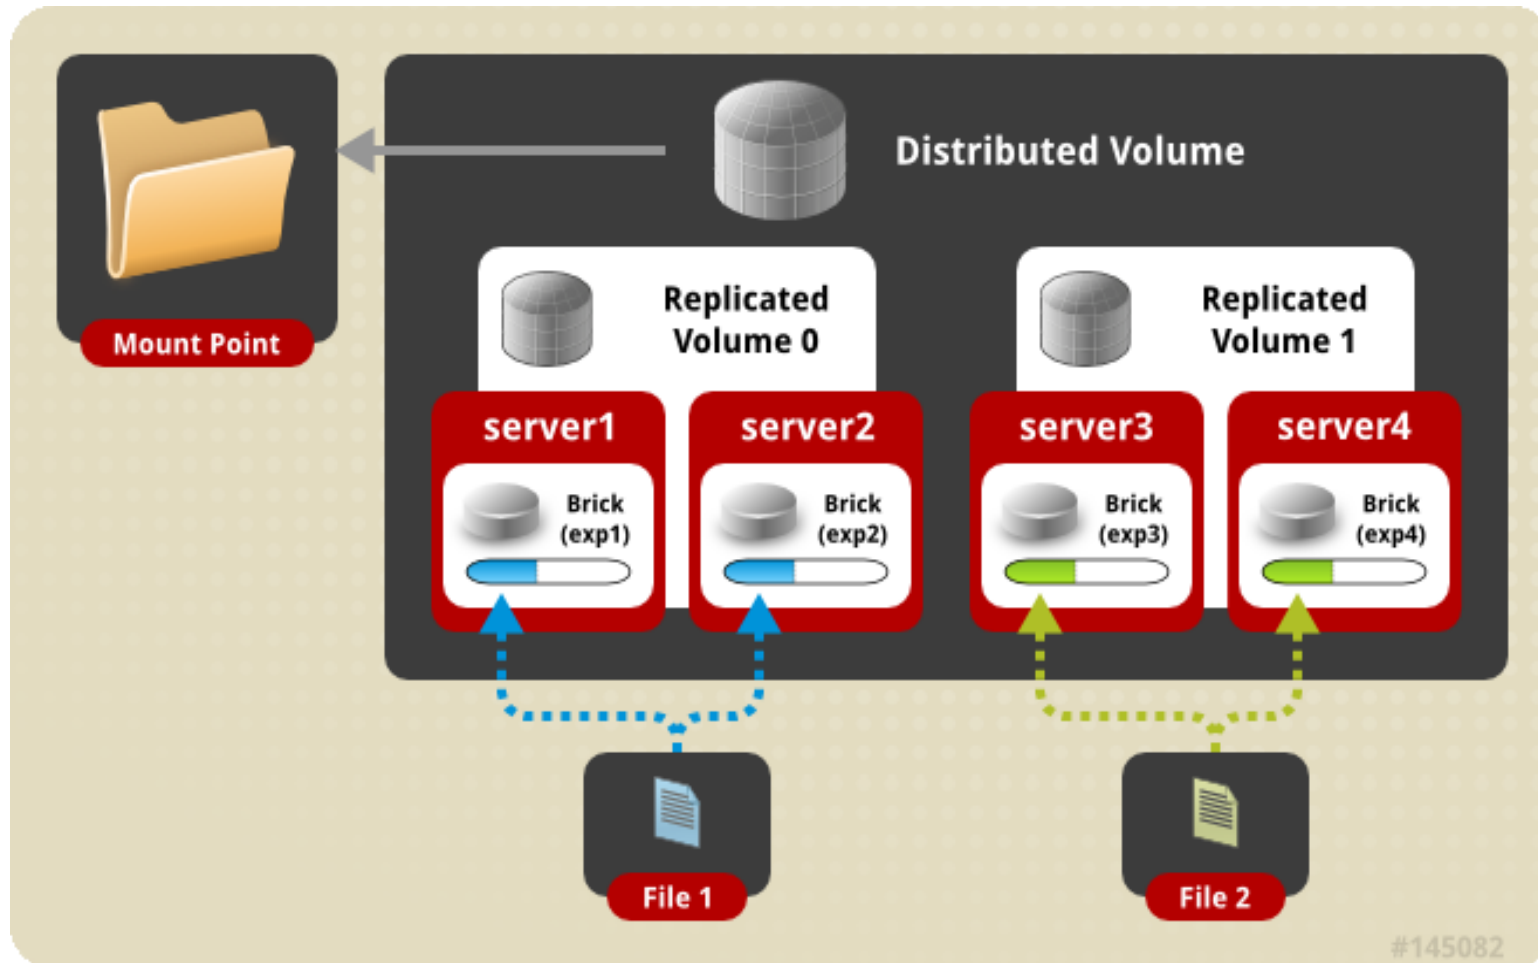 Distributed Volume
Mount Point
Replicated
Volume 0
Replicated
Volume 1
server1
server2
server3
server4
Brick
(exp1)
Brick
(exp2)
Brick
(exp3)
Brick
(exp4)
File 1
File 2
#145082